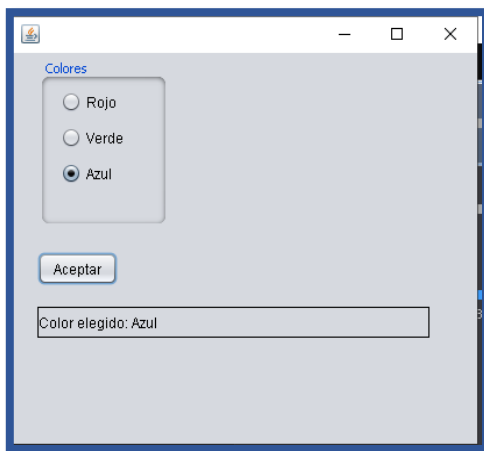 Colores
Rojo
Verde
Azul
Aceptar
Color elegido: Azul